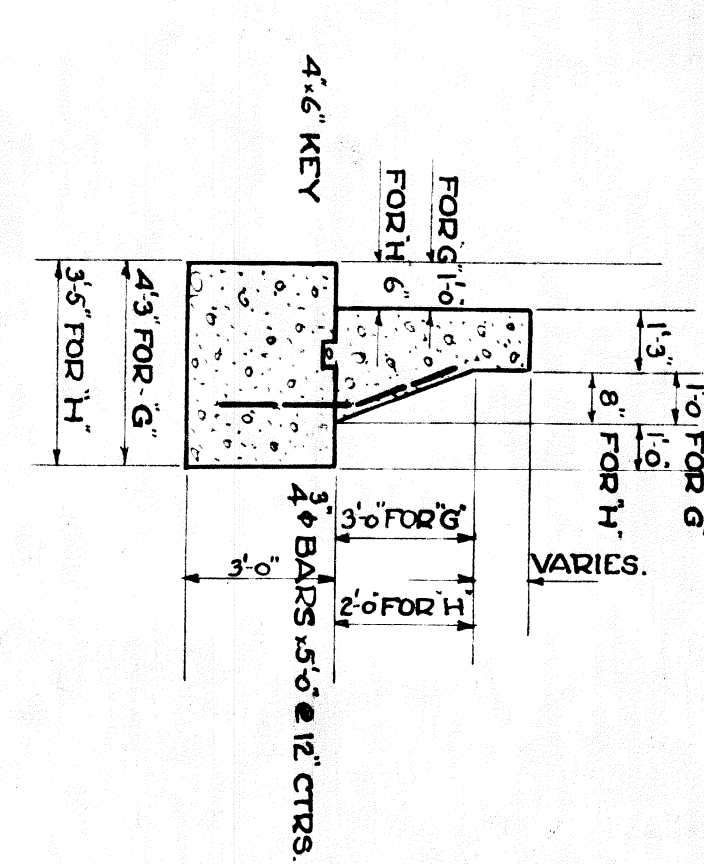 4"x6" KEY
FOR "H" 6"
FOR "G" 1'-0"
1'-3"
1'-0" FOR "G"
8" FOR "H"
1'-0"
4'-3" FOR-"G"
3'-5" FOR "H"
3'-0" FOR "G"
VARIES.
3'-0"
2'-0" FOR "H"
3/4" ϕ BARS x 5'-0" @ 12" CTRS.